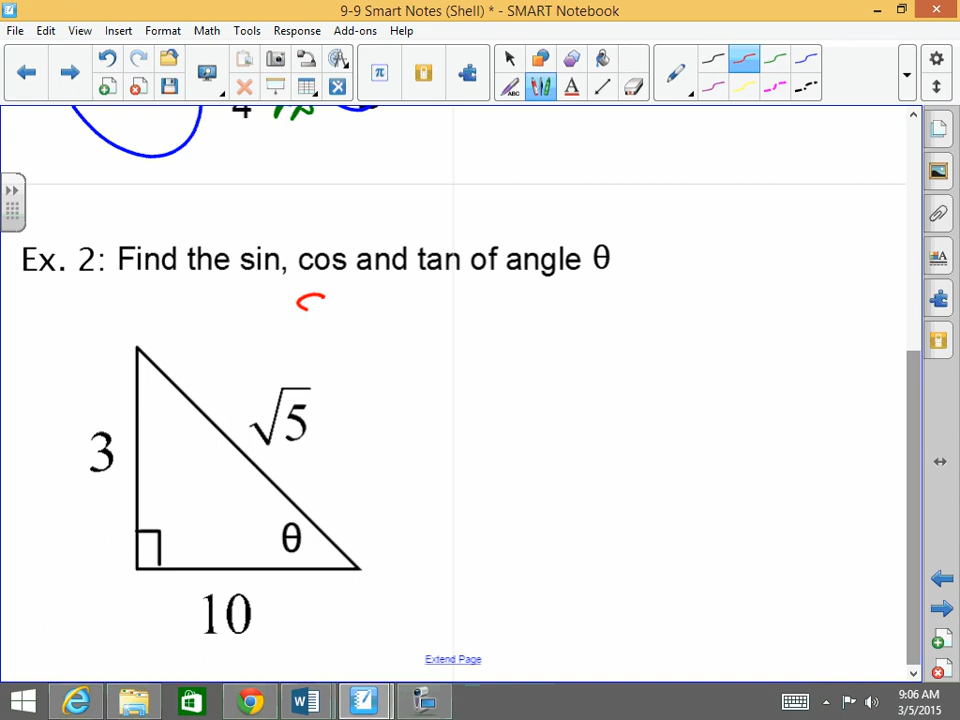 9-9 Smart Notes (Shell) * - SMART Notebook
File Edit View Insert Format Math Tools Response Add-ons Help
π
ABC
A
4
Ex. 2: Find the sin, cos and tan of angle θ
√5
3
θ
10
Extend Page
9:06 AM
3/5/2015